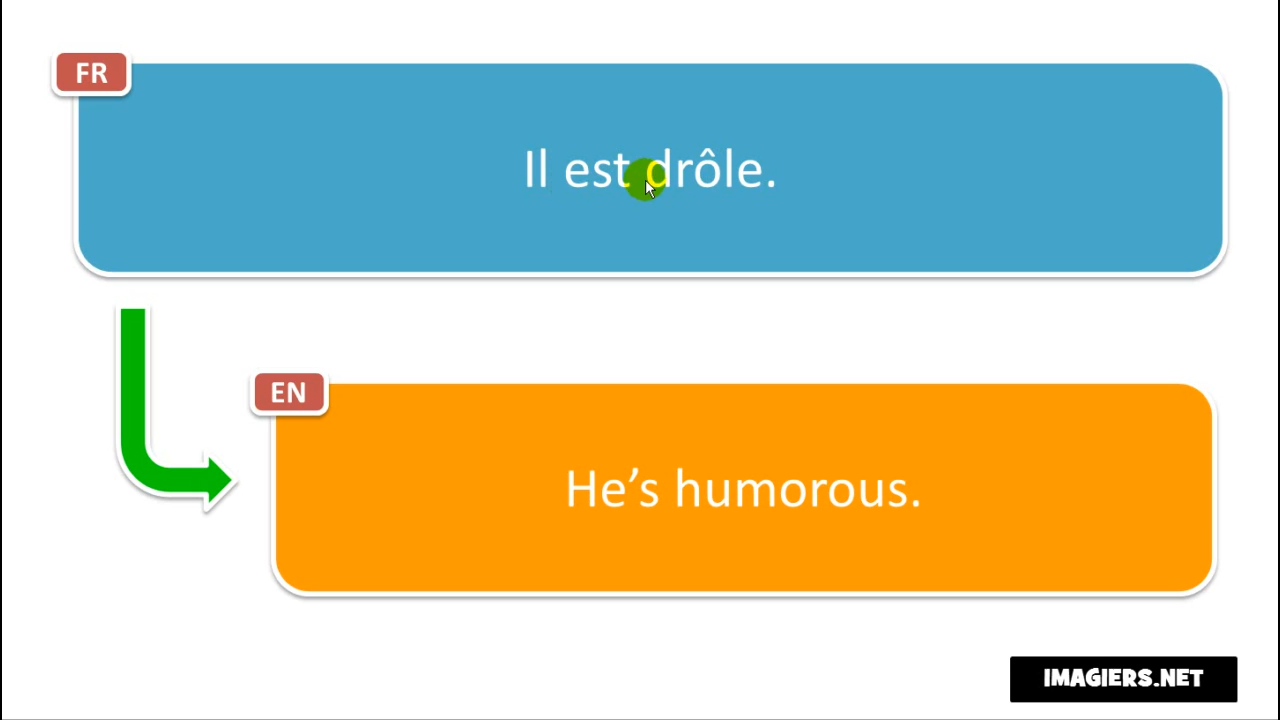 FR
Il est drôle.
EN
He’s humorous.
IMAGIERS.NET